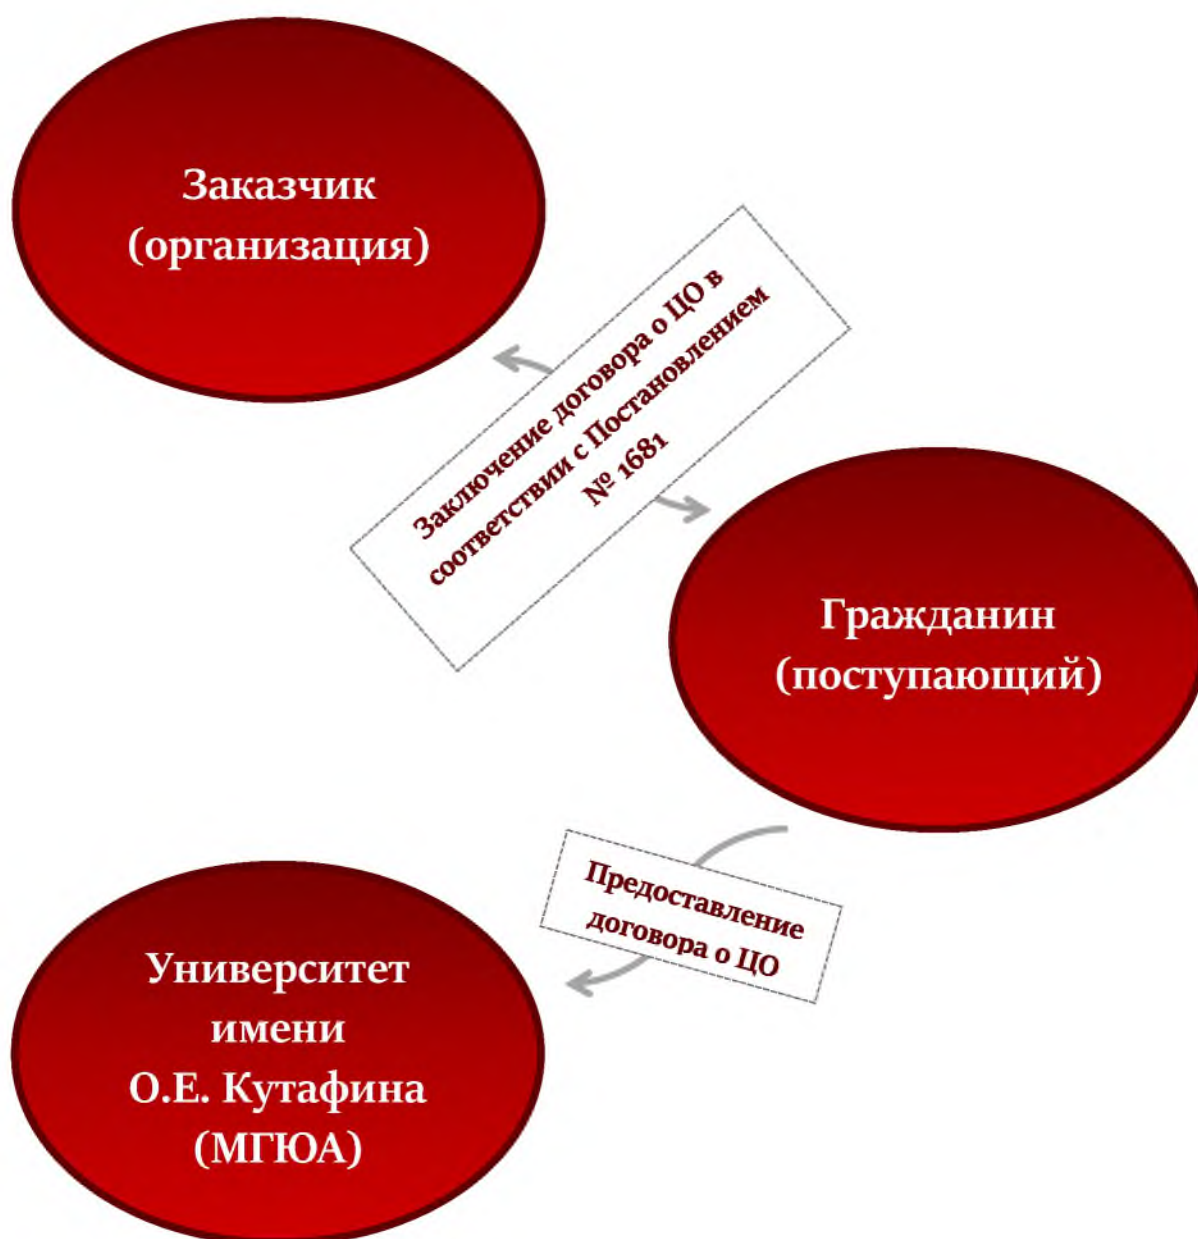 Заказчик
(организация)
Заключение договора о ЦО в
соответствии с Постановлением
№ 1681
Гражданин
(поступающий)
Предоставление
договора о ЦО
Университет
имени
О.Е. Кутафина
(МГЮА)